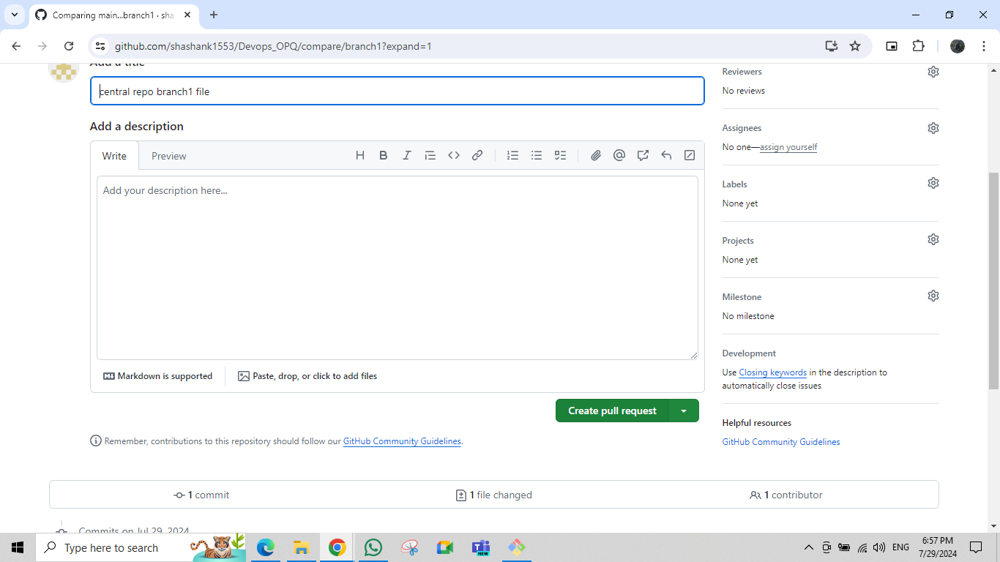 Comparing main...branch1 · sha
github.com/shashank1553/Devops_OPQ/compare/branch1?expand=1
Add a title
central repo branch1 file
Add a description
Write
Preview
Add your description here...
Markdown is supported
Paste, drop, or click to add files
Create pull request
Remember, contributions to this repository should follow our GitHub Community Guidelines.
Reviewers
No reviews
Assignees
No one—assign yourself
Labels
None yet
Projects
None yet
Milestone
No milestone
Development
Use Closing keywords in the description to
automatically close issues
Helpful resources
GitHub Community Guidelines
1 commit
1 file changed
1 contributor
Commits on Jul 29, 2024
Type here to search
NEW
ENG
6:57 PM
7/29/2024